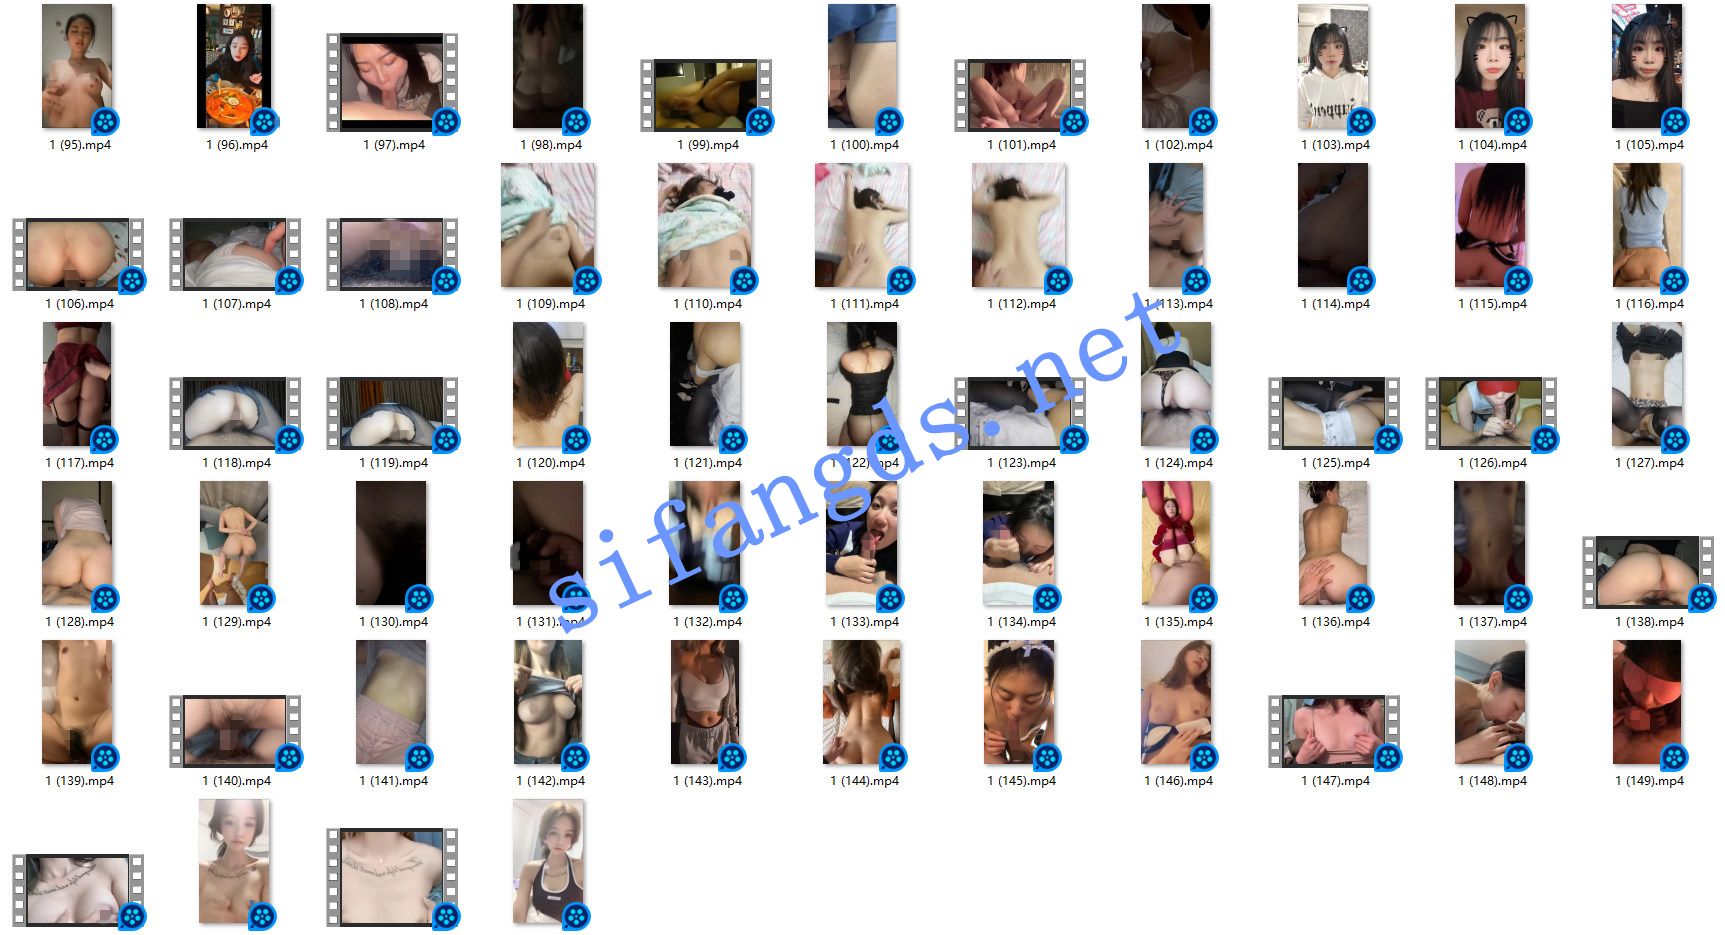 1 (95).mp4
1 (96).mp4
1 (97).mp4
1 (98).mp4
1 (99).mp4
1 (100).mp4
1 (101).mp4
1 (102).mp4
1 (103).mp4
1 (104).mp4
1 (105).mp4
1 (106).mp4
1 (107).mp4
1 (108).mp4
1 (109).mp4
1 (110).mp4
1 (111).mp4
1 (112).mp4
1 (113).mp4
1 (114).mp4
1 (115).mp4
1 (116).mp4
1 (117).mp4
1 (118).mp4
1 (119).mp4
1 (120).mp4
1 (121).mp4
1 (122).mp4
1 (123).mp4
1 (124).mp4
1 (125).mp4
1 (126).mp4
1 (127).mp4
sifangds.net
1 (128).mp4
1 (129).mp4
1 (130).mp4
1 (131).mp4
1 (132).mp4
1 (133).mp4
1 (134).mp4
1 (135).mp4
1 (136).mp4
1 (137).mp4
1 (138).mp4
1 (139).mp4
1 (140).mp4
1 (141).mp4
1 (142).mp4
1 (143).mp4
1 (144).mp4
1 (145).mp4
1 (146).mp4
1 (147).mp4
1 (148).mp4
1 (149).mp4